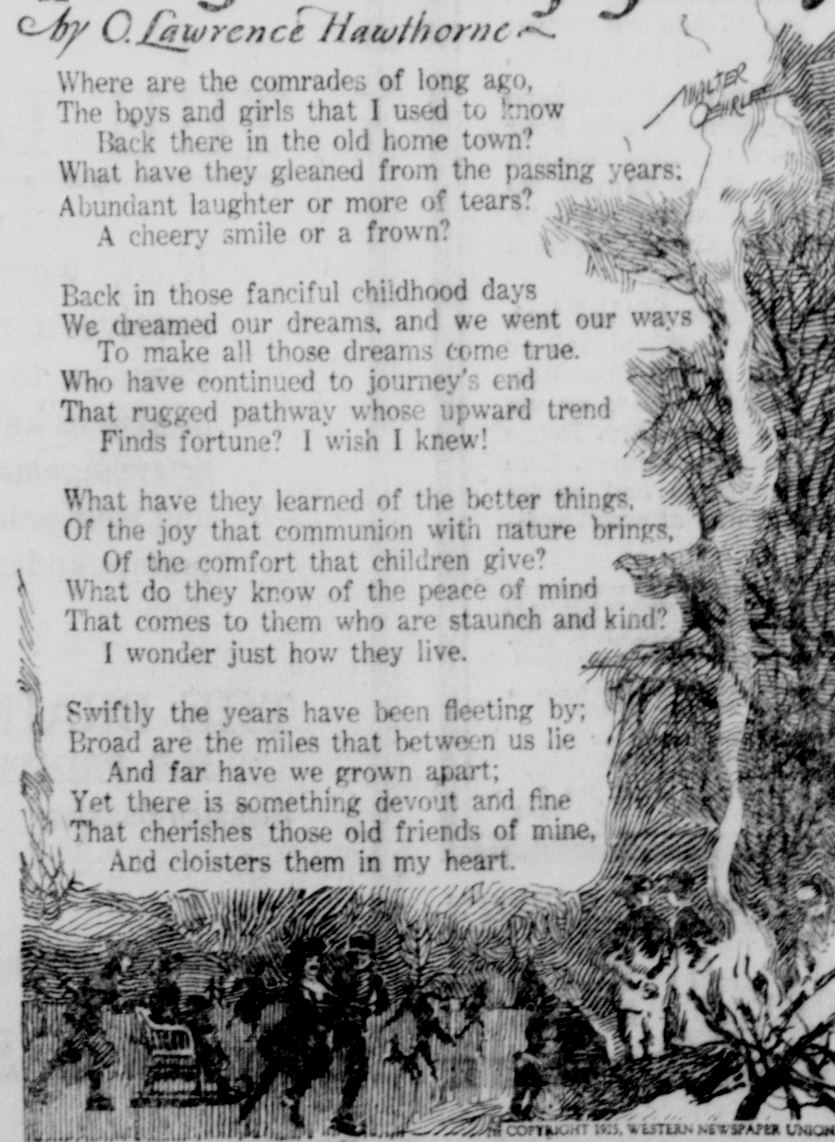 by O. Lawrence Hawthorne
WALTER
Where are the comrades of long ago,
The boys and girls that I used to know
Back there in the old home town?
What have they gleaned from the passing years:
Abundant laughter or more of tears?
A cheery smile or a frown?
Back in those fanciful childhood days
We dreamed our dreams, and we went our ways
To make all those dreams come true.
Who have continued to journey's end
That rugged pathway whose upward trend
Finds fortune? I wish I knew!
What have they learned of the better things,
Of the joy that communion with nature brings,
Of the comfort that children give?
What do they know of the peace of mind
That comes to them who are staunch and kind?
I wonder just how they live.
Swiftly the years have been fleeting by;
Broad are the miles that between us lie
And far have we grown apart;
Yet there is something devout and fine
That cherishes those old friends of mine,
And cloisters them in my heart.
COPYRIGHT 1925, WESTERN NEWSPAPER UNION